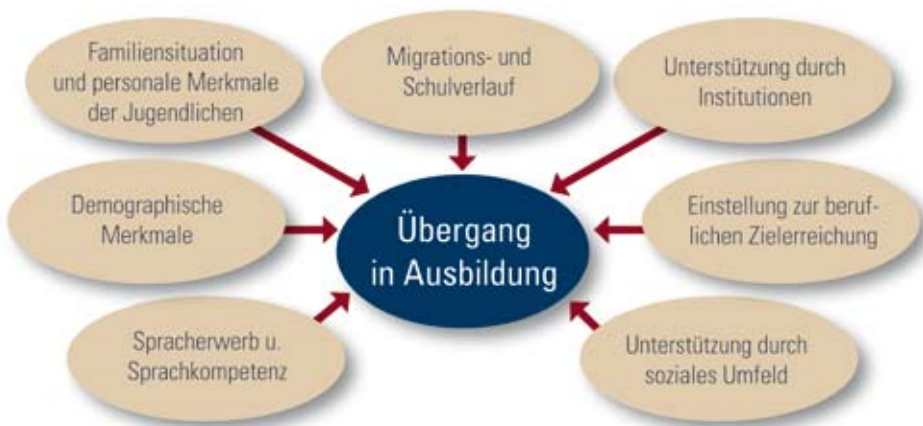 Familiensituation
und personale Merkmale
der Jugendlichen
Migrations- und
Schulverlauf
Unterstützung durch
Institutionen
Demographische
Merkmale
Übergang
in Ausbildung
Einstellung zur beruf-
lichen Zielerreichung
Spracherwerb u.
Sprachkompetenz
Unterstützung durch
soziales Umfeld